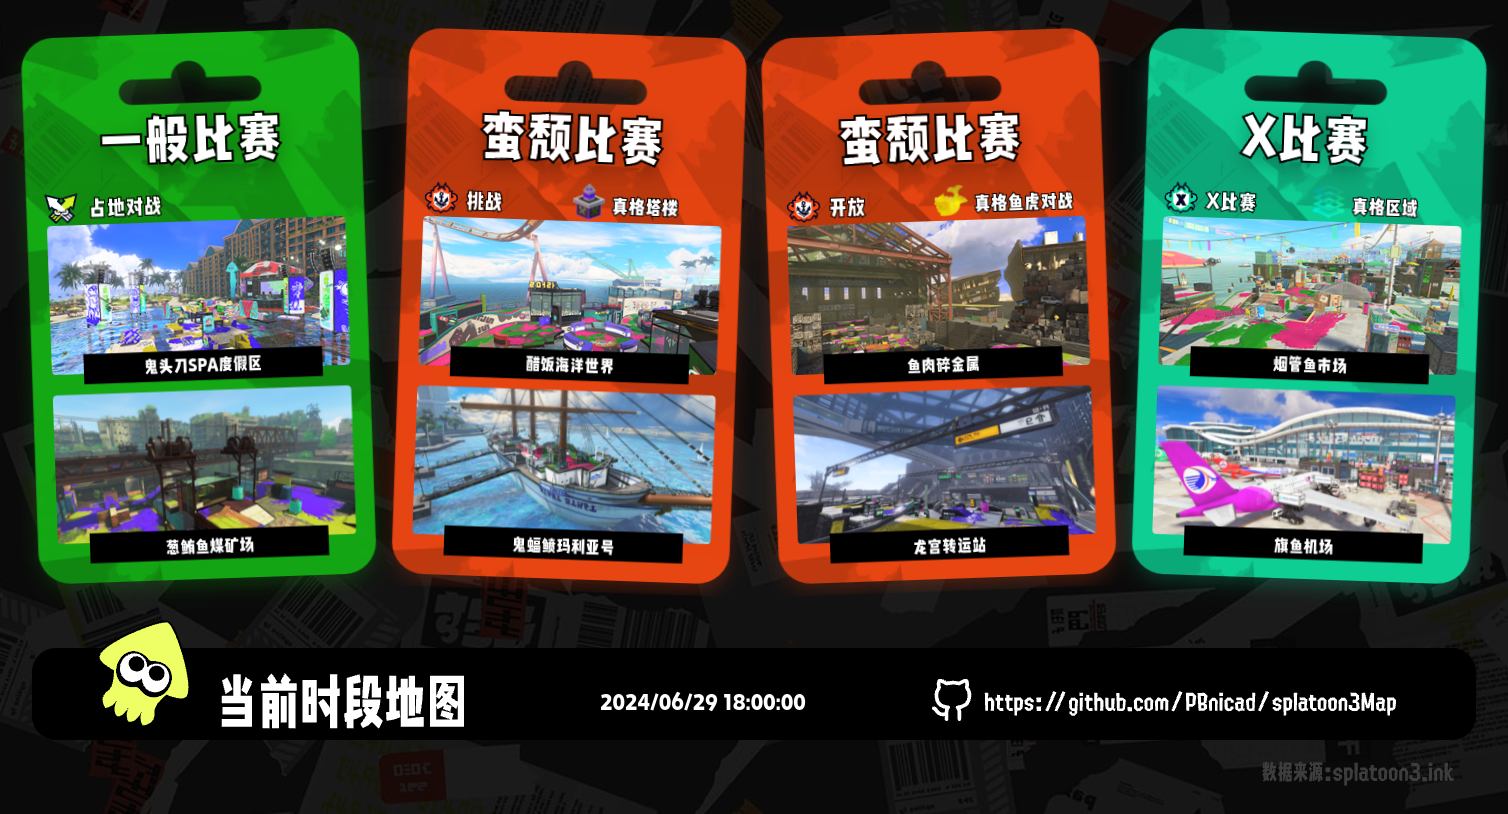 一般比赛
占地对战
鬼头刀SPA度假区
葱鲔鱼煤矿场
蛮颓比赛
挑战
真格塔楼
醋饭海洋世界
鬼蝠鲼玛利亚号
蛮颓比赛
开放
真格鱼虎对战
鱼肉碎金属
龙宫转运站
X比赛
X比赛
真格区域
烟管鱼市场
旗鱼机场
当前时段地图
2024/06/29 18:00:00
https://github.com/PBnicad/splatoon3Map
数据来源:splatoon3.ink